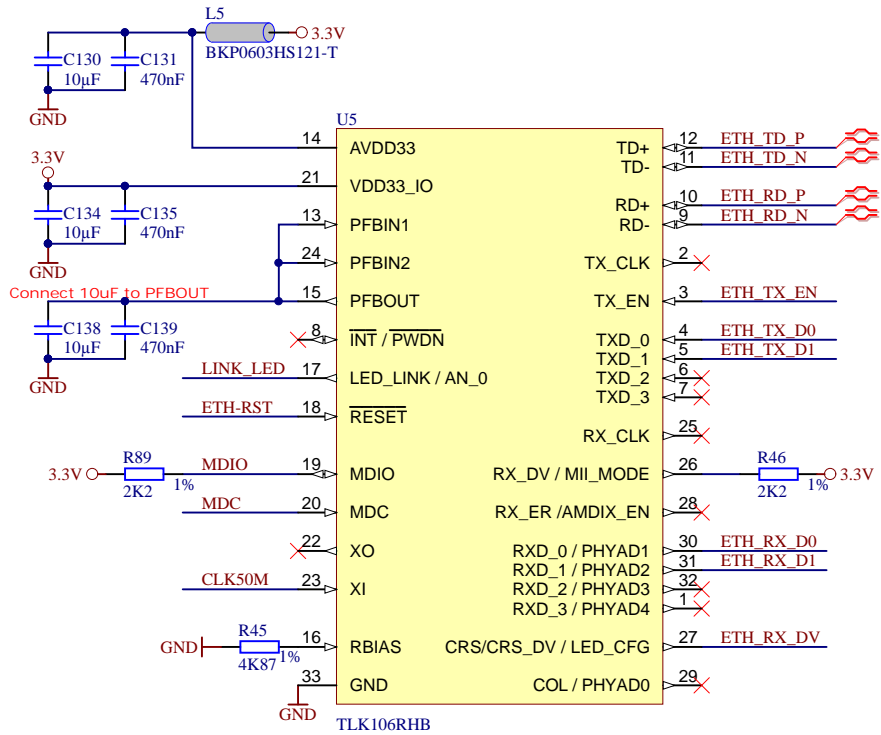 L5
3.3V
BKP0603HS121-T
C130
10µF
C131
470nF
GND
U5
14 AVDD33
3.3V
21 VDD33_IO
C134
10µF
C135
470nF
GND
13 PFBIN1
24 PFBIN2
Connect 10uF to PFBOUT
15 PFBOUT
C138
10µF
C139
470nF
GND
8 INT / PWDN
LINK_LED 17 LED_LINK / AN_0
ETH-RST 18 RESET
3.3V R89 2K2 1% MDIO 19 MDIO
MDC 20 MDC
22 XO
CLK50M 23 XI
GND R45 4K87 1% 16 RBIAS
33 GND
GND
TD+ 12 ETH_TD_P
TD- 11 ETH_TD_N
RD+ 10 ETH_RD_P
RD- 9 ETH_RD_N
TX_CLK 2
TX_EN 3 ETH_TX_EN
TXD_0 4 ETH_TX_D0
TXD_1 5 ETH_TX_D1
TXD_2 6
TXD_3 7
RX_CLK 25
RX_DV / MII_MODE 26 R46 2K2 1% 3.3V
RX_ER /AMDIX_EN 28
RXD_0 / PHYAD1 30 ETH_RX_D0
RXD_1 / PHYAD2 31 ETH_RX_D1
RXD_2 / PHYAD3 32
RXD_3 / PHYAD4 1
CRS/CRS_DV / LED_CFG 27 ETH_RX_DV
COL / PHYAD0 29
TLK106RHB